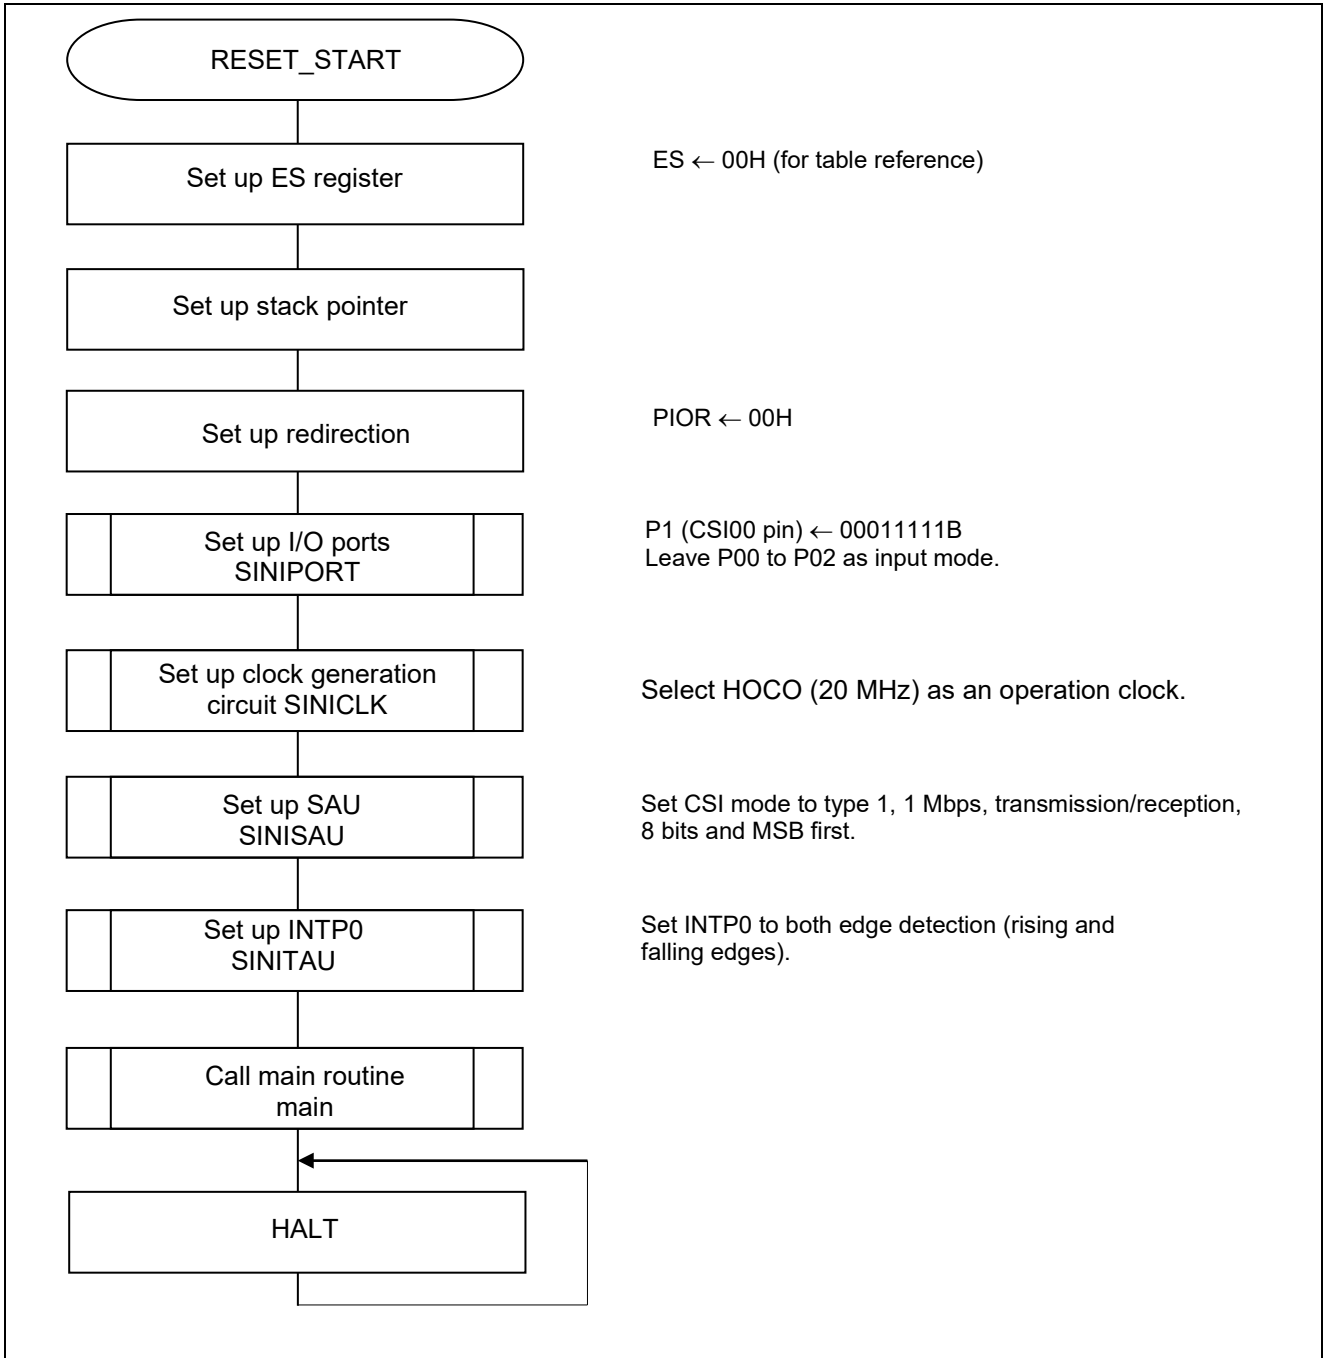 RESET_START
Set up ES register
ES ← 00H (for table reference)
Set up stack pointer
Set up redirection
PIOR ← 00H
Set up I/O ports
SINIPORT
P1 (CSI00 pin) ← 00011111B
Leave P00 to P02 as input mode.
Set up clock generation
circuit SINICLK
Select HOCO (20 MHz) as an operation clock.
Set up SAU
SINISAU
Set CSI mode to type 1, 1 Mbps, transmission/reception,
8 bits and MSB first.
Set up INTP0
SINITAU
Set INTP0 to both edge detection (rising and
falling edges).
Call main routine
main
HALT